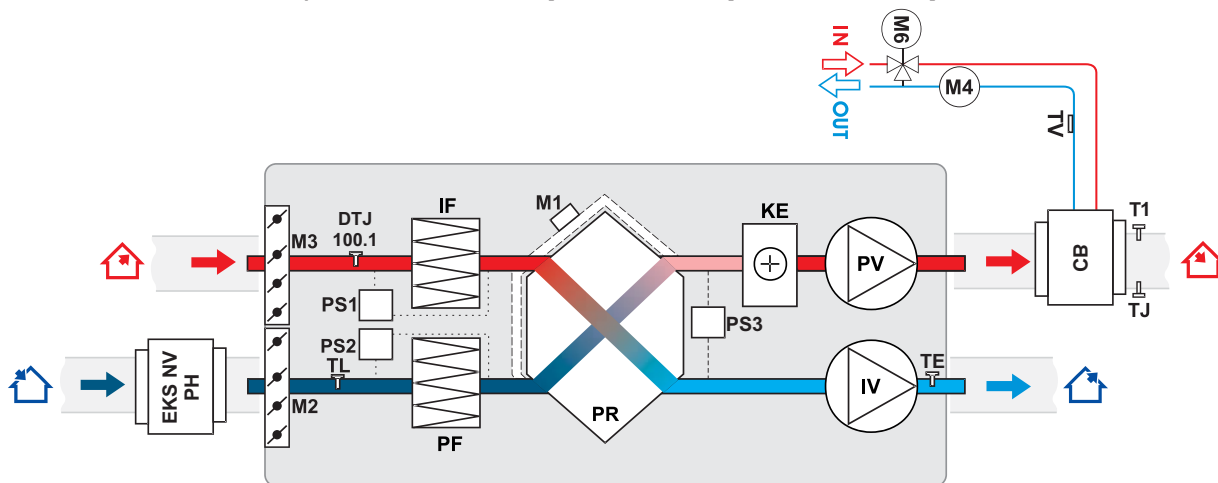 M6
IN
M4
OUT
TV
IF
M1
KE
T1
DTJ
100.1
M3
PV
CB
PS1
PS3
TJ
PS2
TL
TE
EKS NV
PH
M2
PR
IV
PF